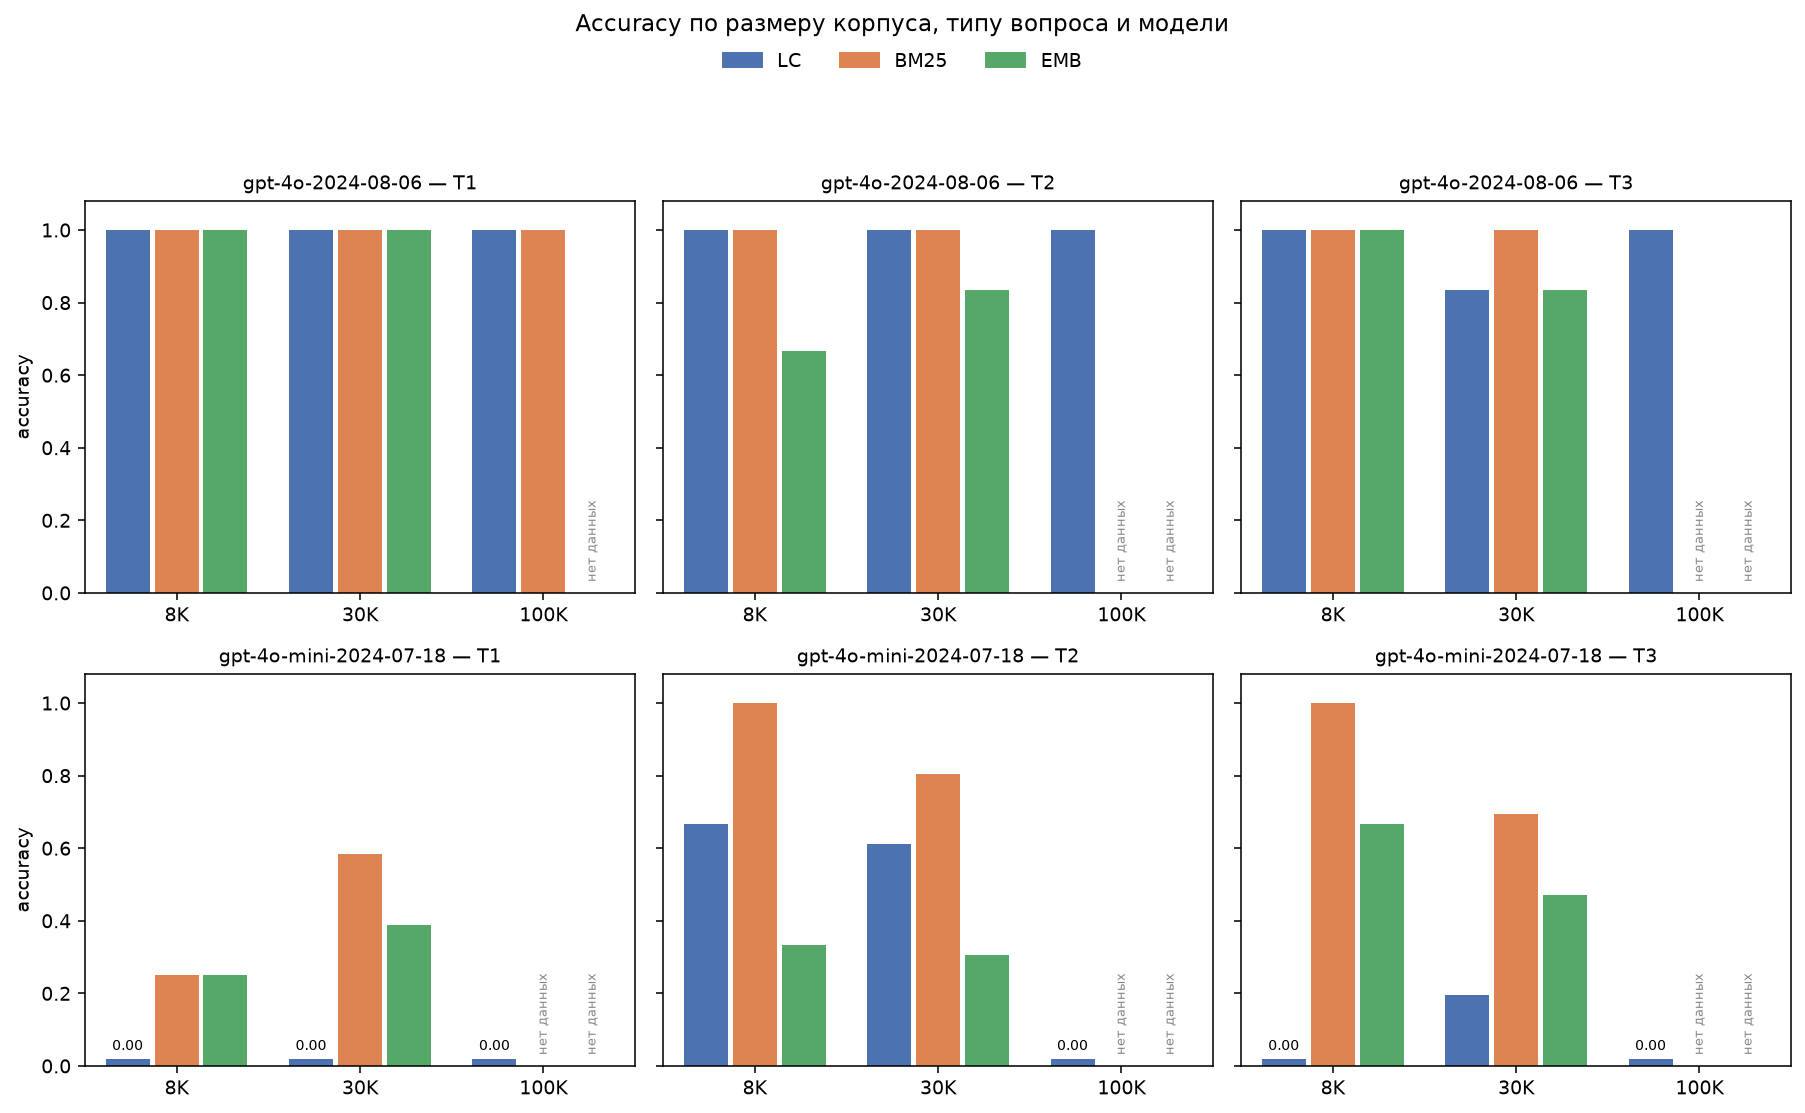 Accuracy по размеру корпуса, типу вопроса и модели
LC BM25 EMB
gpt-4o-2024-08-06 — T1
accuracy
1.0
0.8
0.6
0.4
0.2
0.0
нет данных
8K 30K 100K
gpt-4o-2024-08-06 — T2
нет данных
нет данных
8K 30K 100K
gpt-4o-2024-08-06 — T3
нет данных
нет данных
8K 30K 100K
gpt-4o-mini-2024-07-18 — T1
accuracy
1.0
0.8
0.6
0.4
0.2
0.0
0.00 0.00 0.00
нет данных
нет данных
8K 30K 100K
gpt-4o-mini-2024-07-18 — T2
0.00
нет данных
нет данных
8K 30K 100K
gpt-4o-mini-2024-07-18 — T3
0.00 0.00
нет данных
нет данных
8K 30K 100K